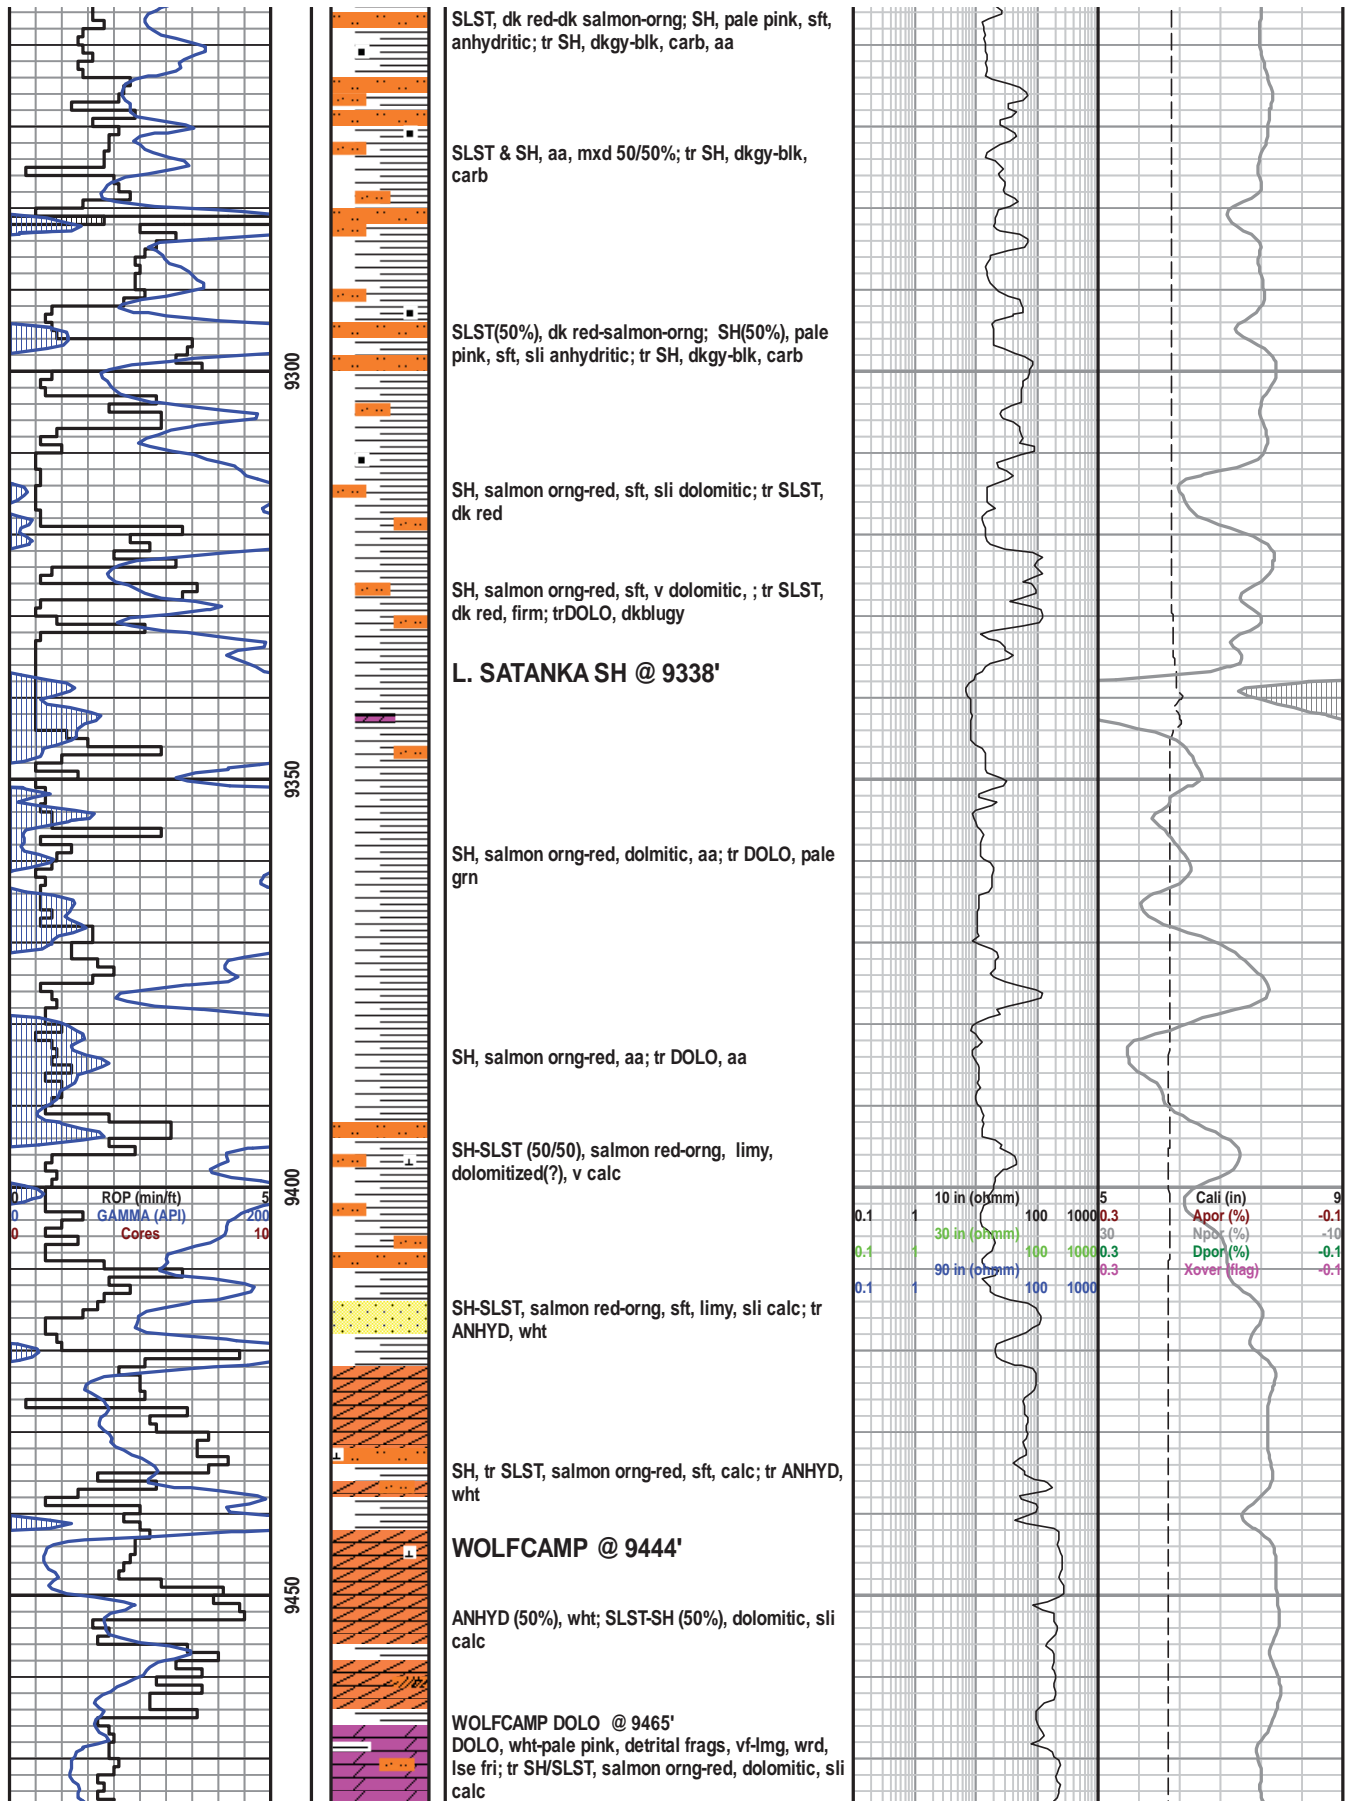 SLST, dk red-dk salmon-orng; SH, pale pink, sft,
anhydritic; tr SH, dkgy-blk, carb, aa
SLST & SH, aa, mxd 50/50%; tr SH, dkgy-blk,
carb
SLST(50%), dk red-salmon-orng; SH(50%), pale
pink, sft, sli anhydritic; tr SH, dkgy-blk, carb
9300
SH, salmon orng-red, sft, sli dolomitic; tr SLST,
dk red
SH, salmon orng-red, sft, v dolomitic, ; tr SLST,
dk red, firm; trDOLO, dkblugy
L. SATANKA SH @ 9338'
9350
SH, salmon orng-red, dolmitic, aa; tr DOLO, pale
grn
SH, salmon orng-red, aa; tr DOLO, aa
SH-SLST (50/50), salmon red-orng, limy,
dolomitized(?), v calc
9400
0 ROP (min/ft) 5
0 GAMMA (API) 200
0 Cores 10
10 in (ohmm)
0.1 1 100 1000
30 in (ohmm)
0.1 1 100 1000
90 in (ohmm)
0.1 1 100 1000
5 Cali (in) 9
0.3 Apor (%) -0.1
30 Npor (%) -10
0.3 Dpor (%) -0.1
0.3 Xover (flag) -0.1
SH-SLST, salmon red-orng, sft, limy, sli calc; tr
ANHYD, wht
SH, tr SLST, salmon orng-red, sft, calc; tr ANHYD,
wht
WOLFCAMP @ 9444'
9450
ANHYD (50%), wht; SLST-SH (50%), dolomitic, sli
calc
WOLFCAMP DOLO @ 9465'
DOLO, wht-pale pink, detrital frags, vf-lmg, wrd,
lse fri; tr SH/SLST, salmon orng-red, dolomitic, sli
calc